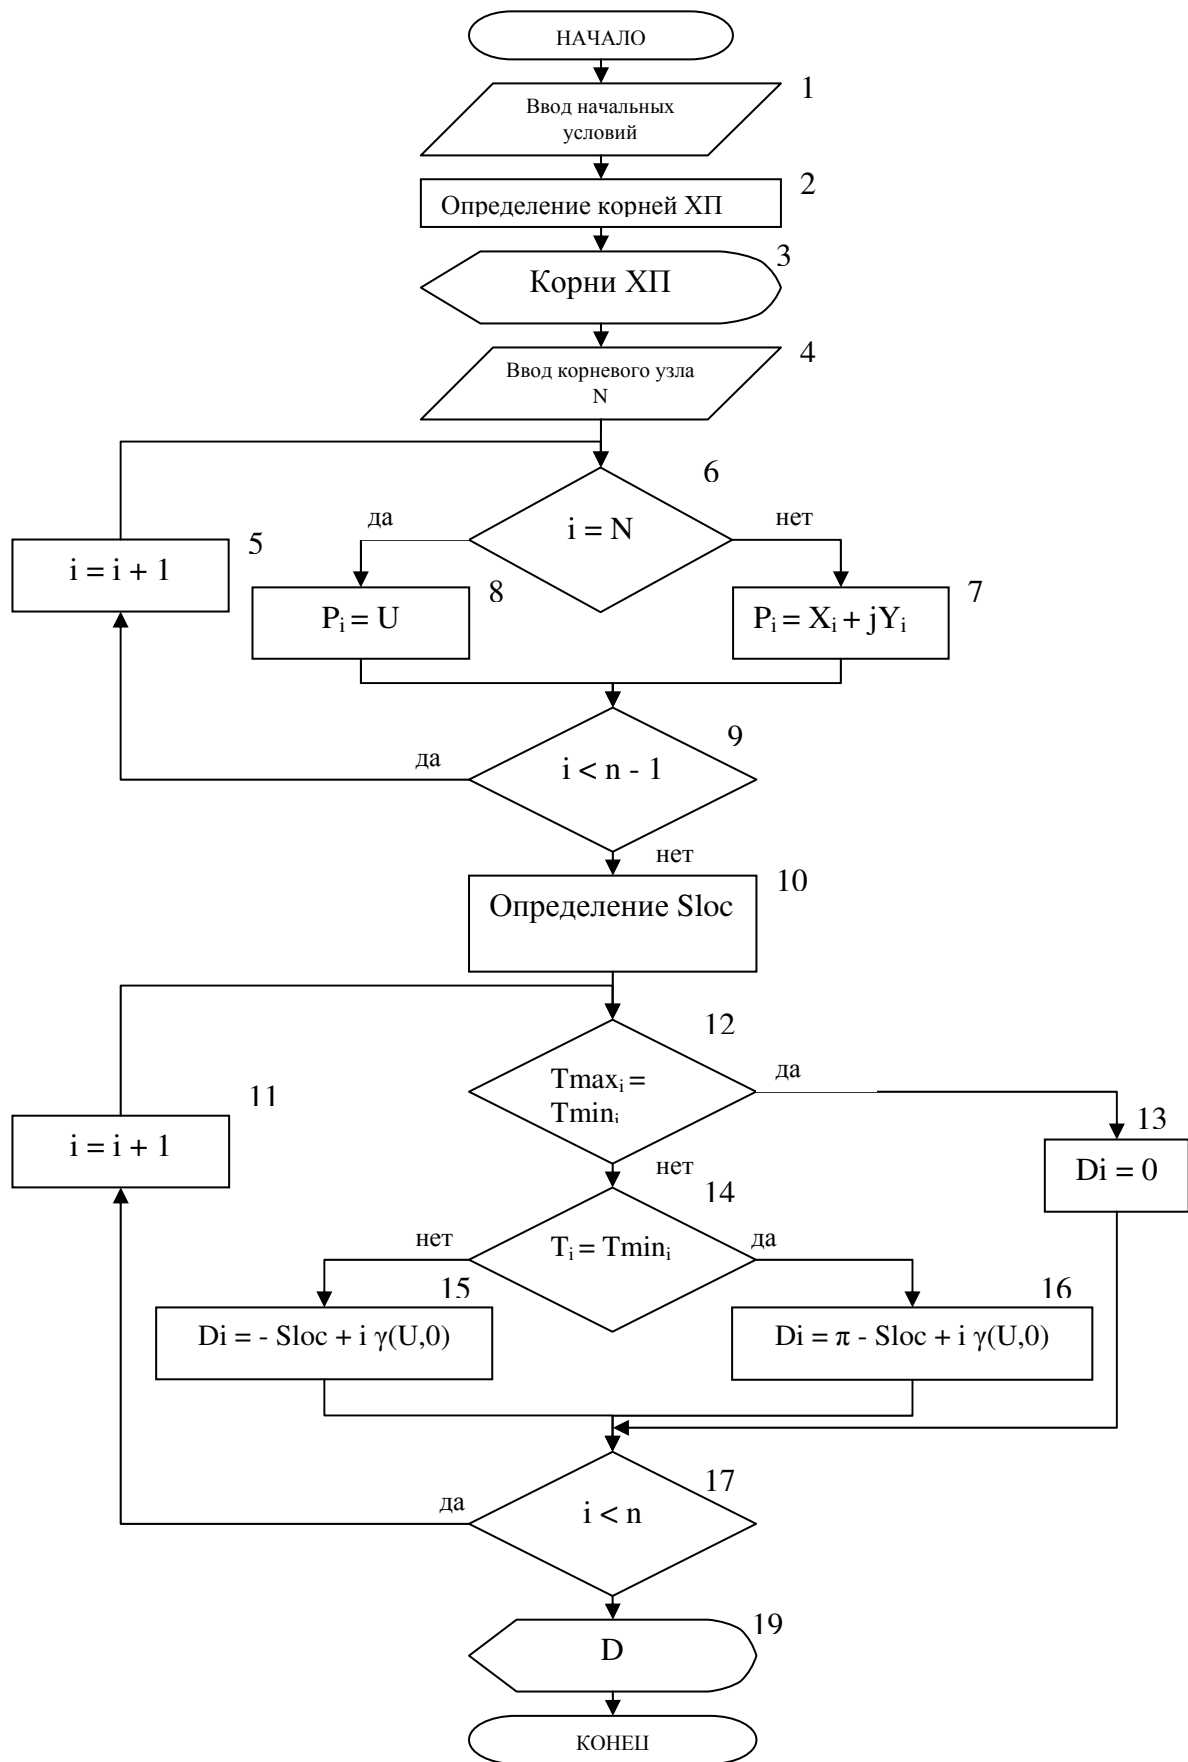 НАЧАЛО
1
Ввод начальных
условий
2
Определение корней ХП
3
Корни ХП
4
Ввод корневого узла
N
6
да
i = N
нет
5
i = i + 1
8
Pᵢ = U
7
Pᵢ = Xᵢ + jYᵢ
9
да
i < n - 1
нет
10
Определение Sloc
12
Tmaxᵢ =
Tminᵢ
да
11
i = i + 1
13
Di = 0
нет
14
нет
Tᵢ = Tminᵢ
да
15
Di = - Sloc + i γ(U,0)
16
Di = π - Sloc + i γ(U,0)
17
да
i < n
19
D
КОНЕЦ